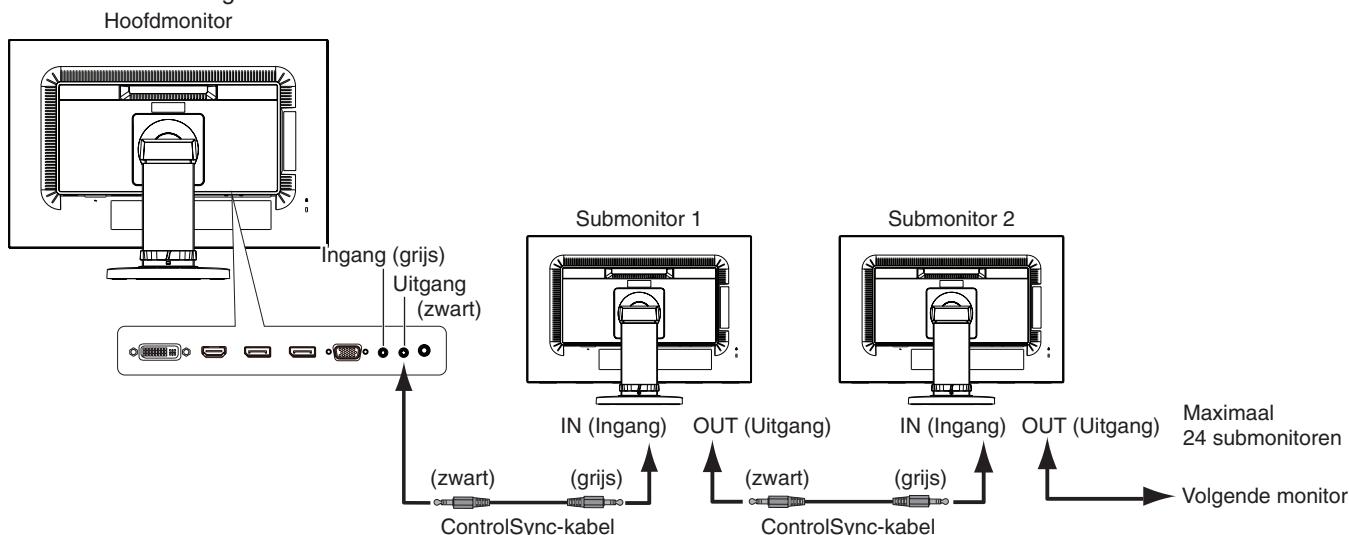 Hoofdmonitor
Submonitor 1
Submonitor 2
Ingang (grijs)
Uitgang
(zwart)
IN (Ingang)
OUT (Uitgang)
IN (Ingang)
OUT (Uitgang)
Maximaal
24 submonitoren
(zwart)
(grijs)
(zwart)
(grijs)
Volgende monitor
ControlSync-kabel
ControlSync-kabel